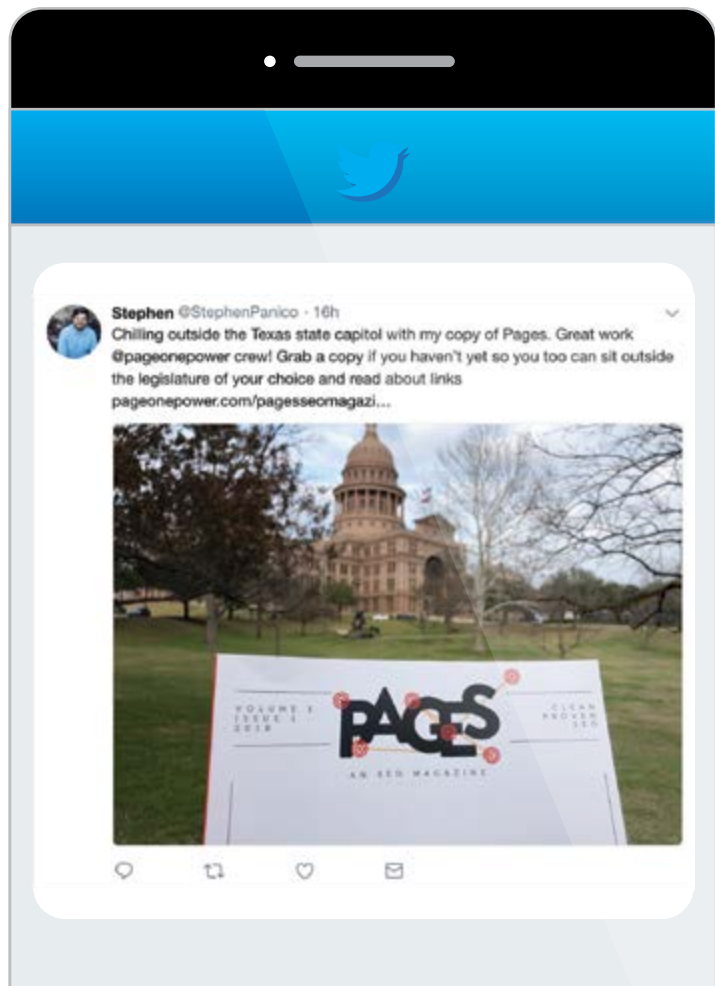 Stephen @StephenPanico · 16h
Chilling outside the Texas state capitol with my copy of Pages. Great work
@pageonepower crew! Grab a copy if you haven't yet so you too can sit outside
the legislature of your choice and read about links
pageonepower.com/pagesseomagazi...
VOLUME 1
ISSUE 1
2018
PAGES
CLEAN
PROVEN
SEO
AN SEO MAGAZINE